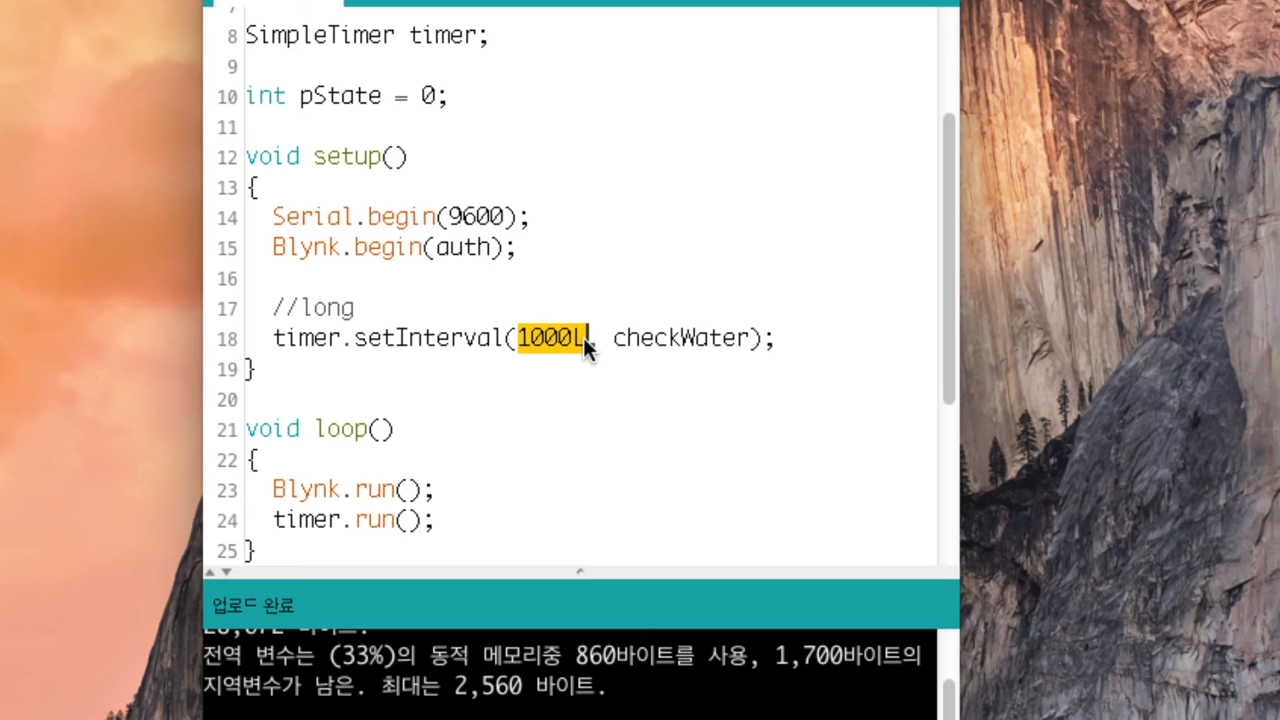 8 SimpleTimer timer;
9
10 int pState = 0;
11
12 void setup()
13 {
14 Serial.begin(9600);
15 Blynk.begin(auth);
16
17 //long
18 timer.setInterval(1000L, checkWater);
19 }
20
21 void loop()
22 {
23 Blynk.run();
24 timer.run();
25 }
업로드 완료
바이트.
전역 변수는 (33%)의 동적 메모리중 860바이트를 사용, 1,700바이트의
지역변수가 남은. 최대는 2,560 바이트.